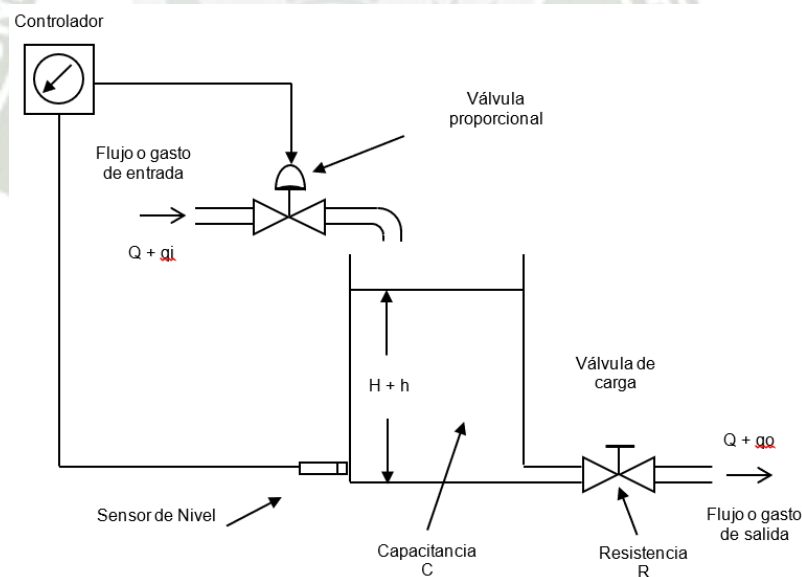 Controlador
Válvula
proporcional
Flujo o gasto
de entrada
Q + qi
H + h
Válvula de
carga
Q + qo
Sensor de Nivel
Flujo o gasto
de salida
Capacitancia
C
Resistencia
R